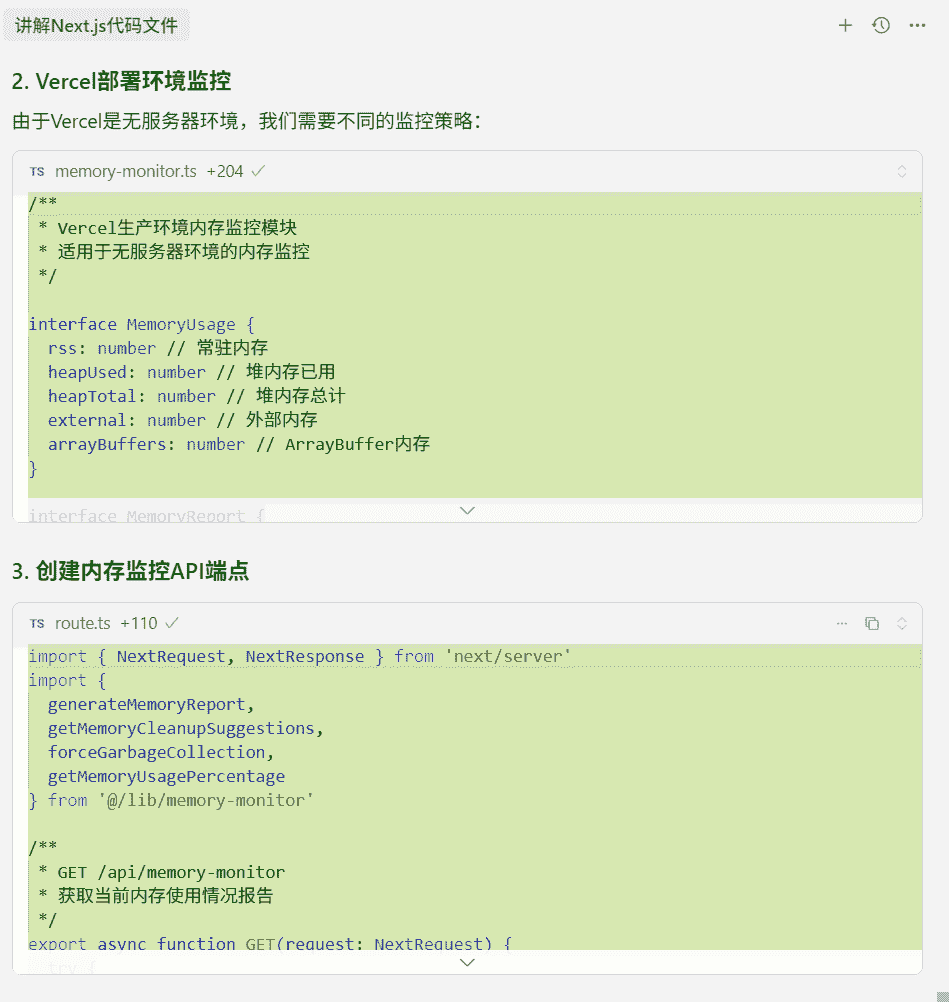 讲解Next.js代码文件
2. Vercel部署环境监控
由于Vercel是无服务器环境，我们需要不同的监控策略：
TS memory-monitor.ts +204
/**
 * Vercel生产环境内存监控模块
 * 适用于无服务器环境的内存监控
 */
interface MemoryUsage {
  rss: number // 常驻内存
  heapUsed: number // 堆内存已用
  heapTotal: number // 堆内存总计
  external: number // 外部内存
  arrayBuffers: number // ArrayBuffer内存
}
interface MemoryReport {
3. 创建内存监控API端点
TS route.ts +110
import { NextRequest, NextResponse } from 'next/server'
import {
  generateMemoryReport,
  getMemoryCleanupSuggestions,
  forceGarbageCollection,
  getMemoryUsagePercentage
} from '@/lib/memory-monitor'
/**
 * GET /api/memory-monitor
 * 获取当前内存使用情况报告
 */
export async function GET(request: NextRequest) {
  try {